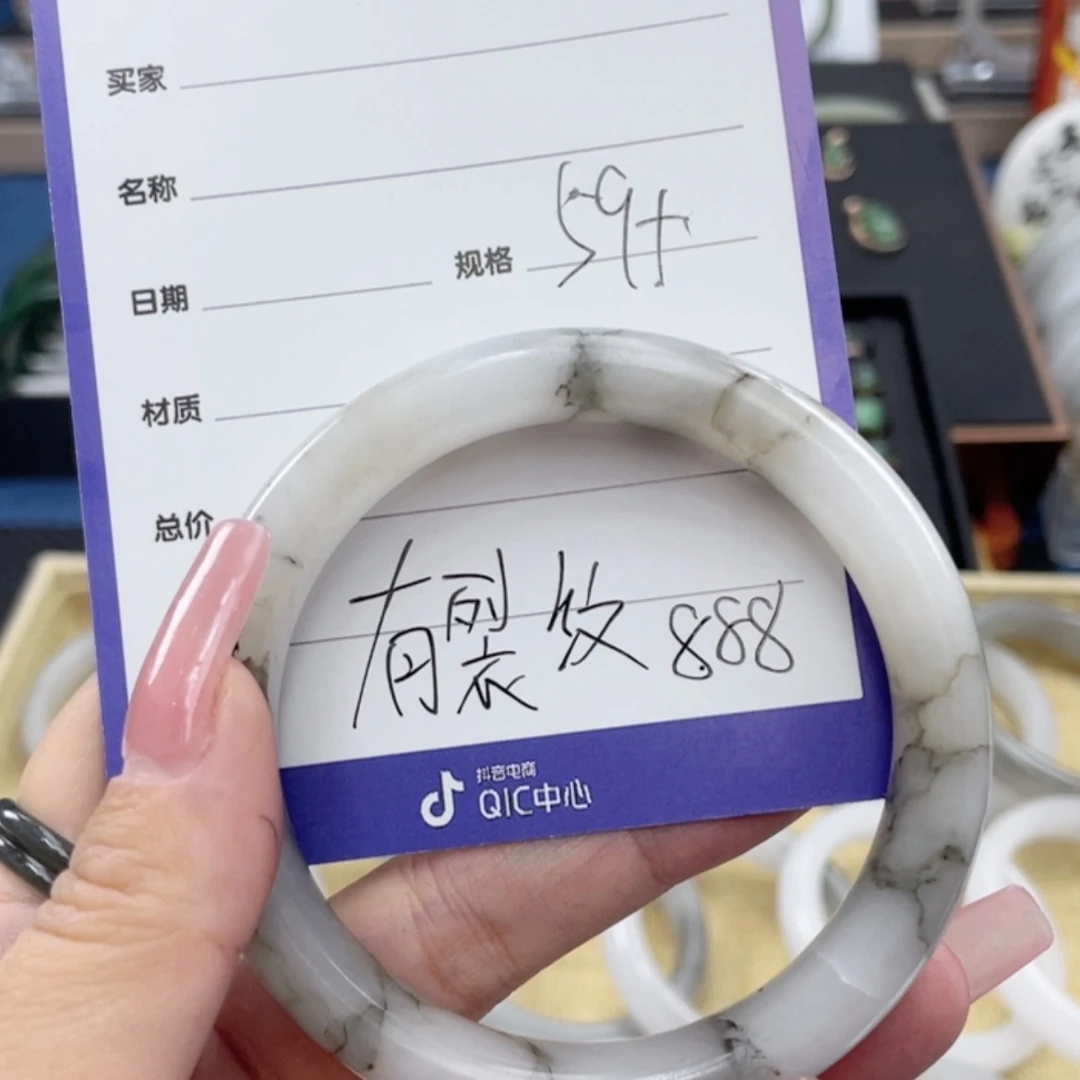 买家
名称
日期 规格 59+
材质
总价
有裂纹 888
抖音电商
QIC中心